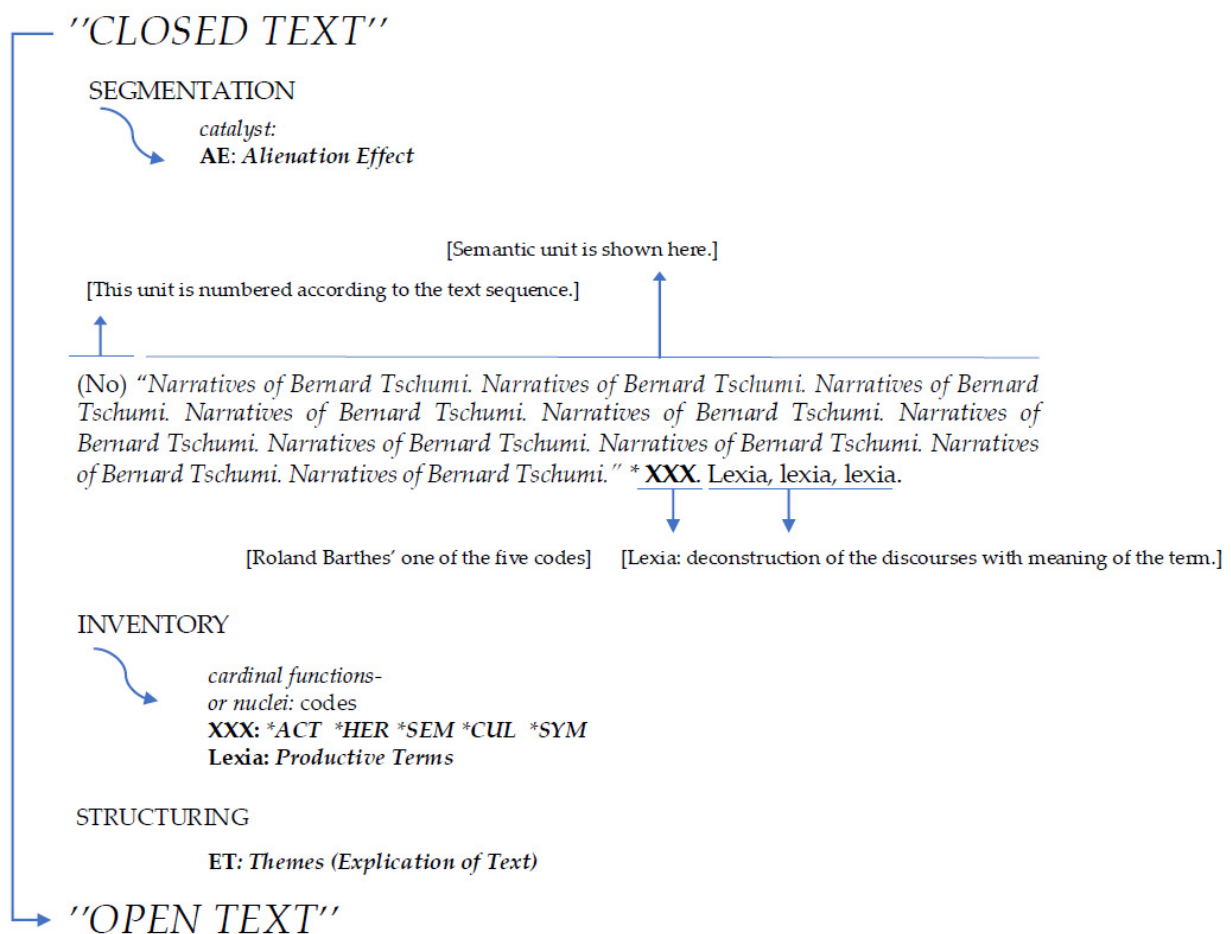 ''CLOSED TEXT''
SEGMENTATION
catalyst:
AE: Alienation Effect
[Semantic unit is shown here.]
[This unit is numbered according to the text sequence.]
(No) “Narratives of Bernard Tschumi. Narratives of Bernard Tschumi. Narratives of Bernard
Tschumi. Narratives of Bernard Tschumi. Narratives of Bernard Tschumi. Narratives of
Bernard Tschumi. Narratives of Bernard Tschumi. Narratives of Bernard Tschumi. Narratives
of Bernard Tschumi. Narratives of Bernard Tschumi.” * XXX. Lexia, lexia, lexia.
[Roland Barthes’ one of the five codes] [Lexia: deconstruction of the discourses with meaning of the term.]
INVENTORY
cardinal functions-
or nuclei: codes
XXX: *ACT *HER *SEM *CUL *SYM
Lexia: Productive Terms
STRUCTURING
ET: Themes (Explication of Text)
''OPEN TEXT''